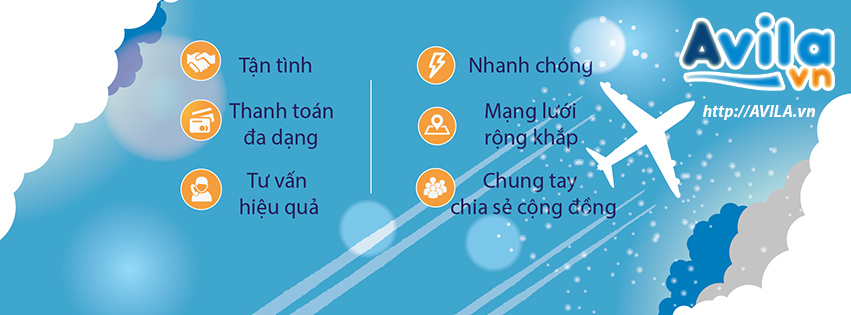 Tận tình
Thanh toán
đa dạng
Tư vấn
hiệu quả
Nhanh chóng
Mạng lưới
rộng khắp
Chung tay
chia sẻ cộng đồng
Avila
vn
http://AVILA.vn